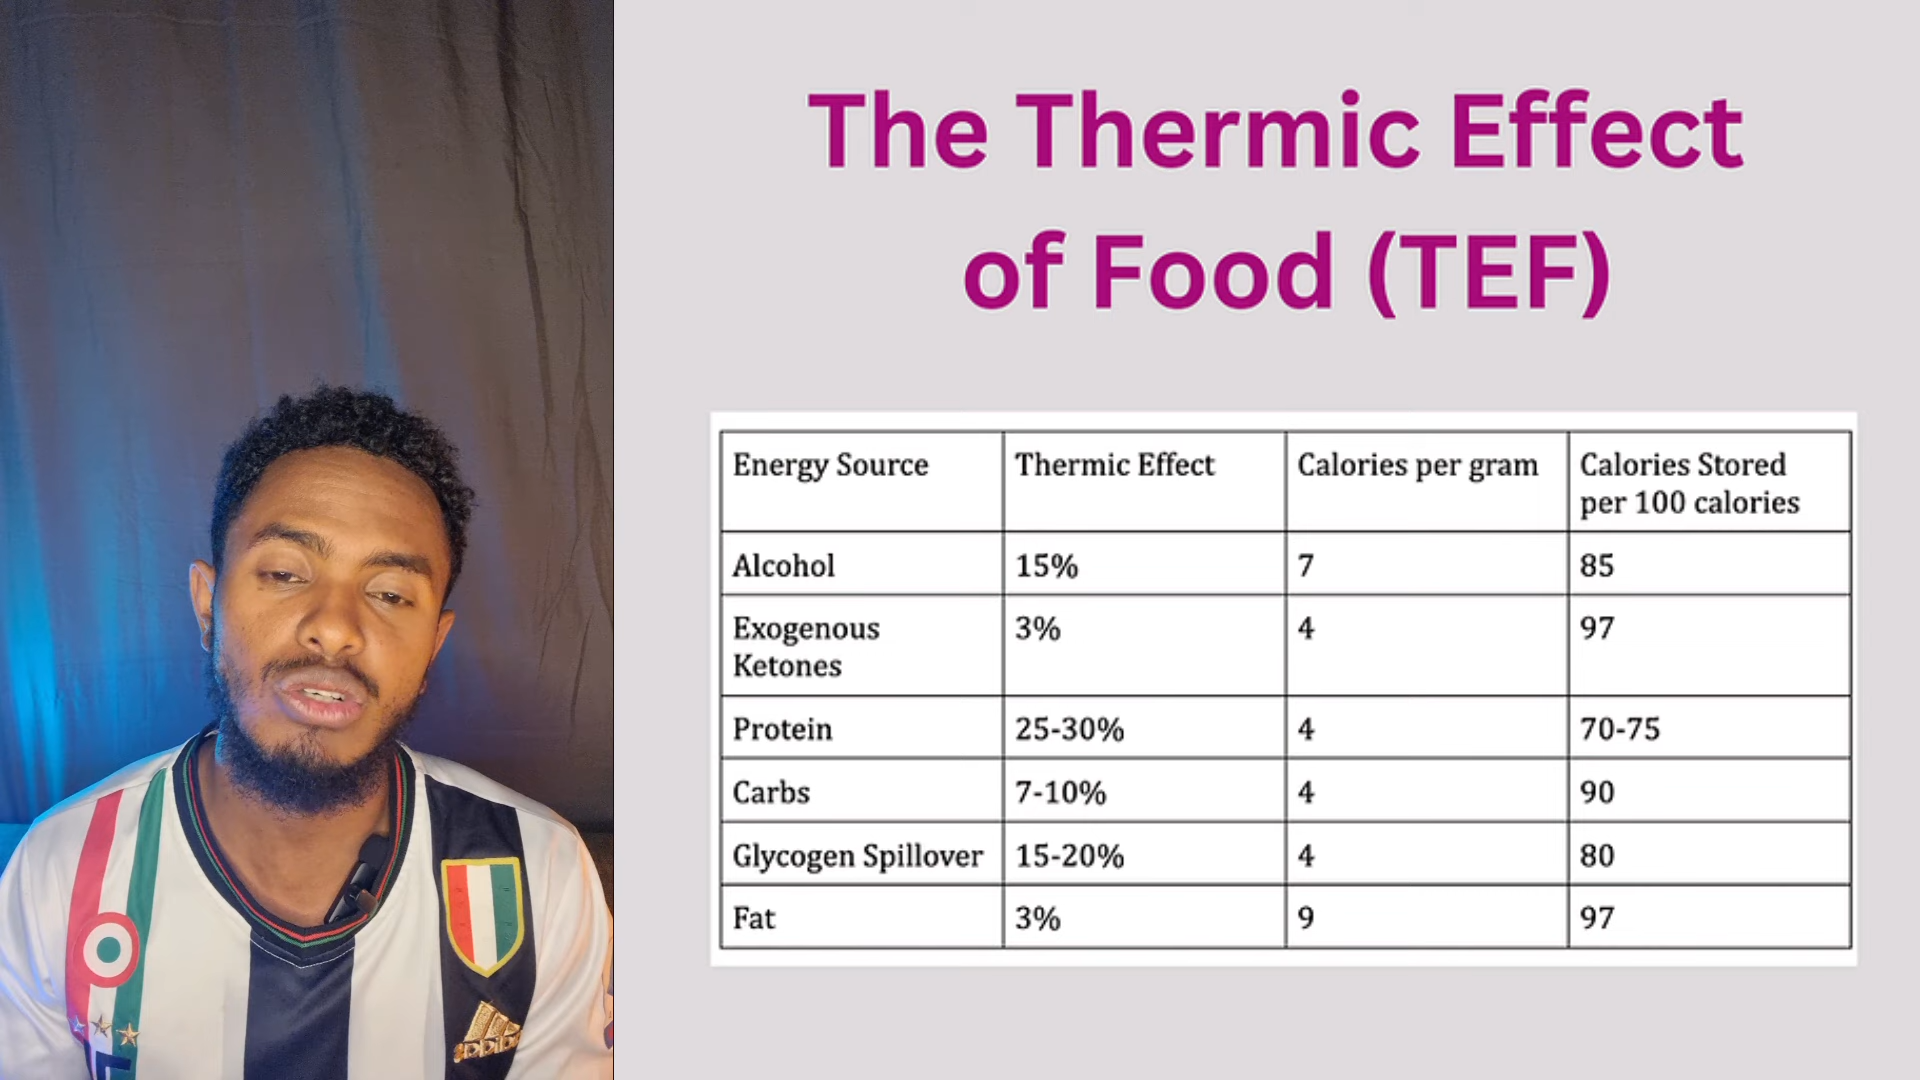 The Thermic Effect
of Food (TEF)
Energy Source Thermic Effect Calories per gram Calories Stored
per 100 calories
Alcohol 15% 7 85
Exogenous 3% 4 97
Ketones
Protein 25-30% 4 70-75
Carbs 7-10% 4 90
Glycogen Spillover 15-20% 4 80
Fat 3% 9 97
adidas